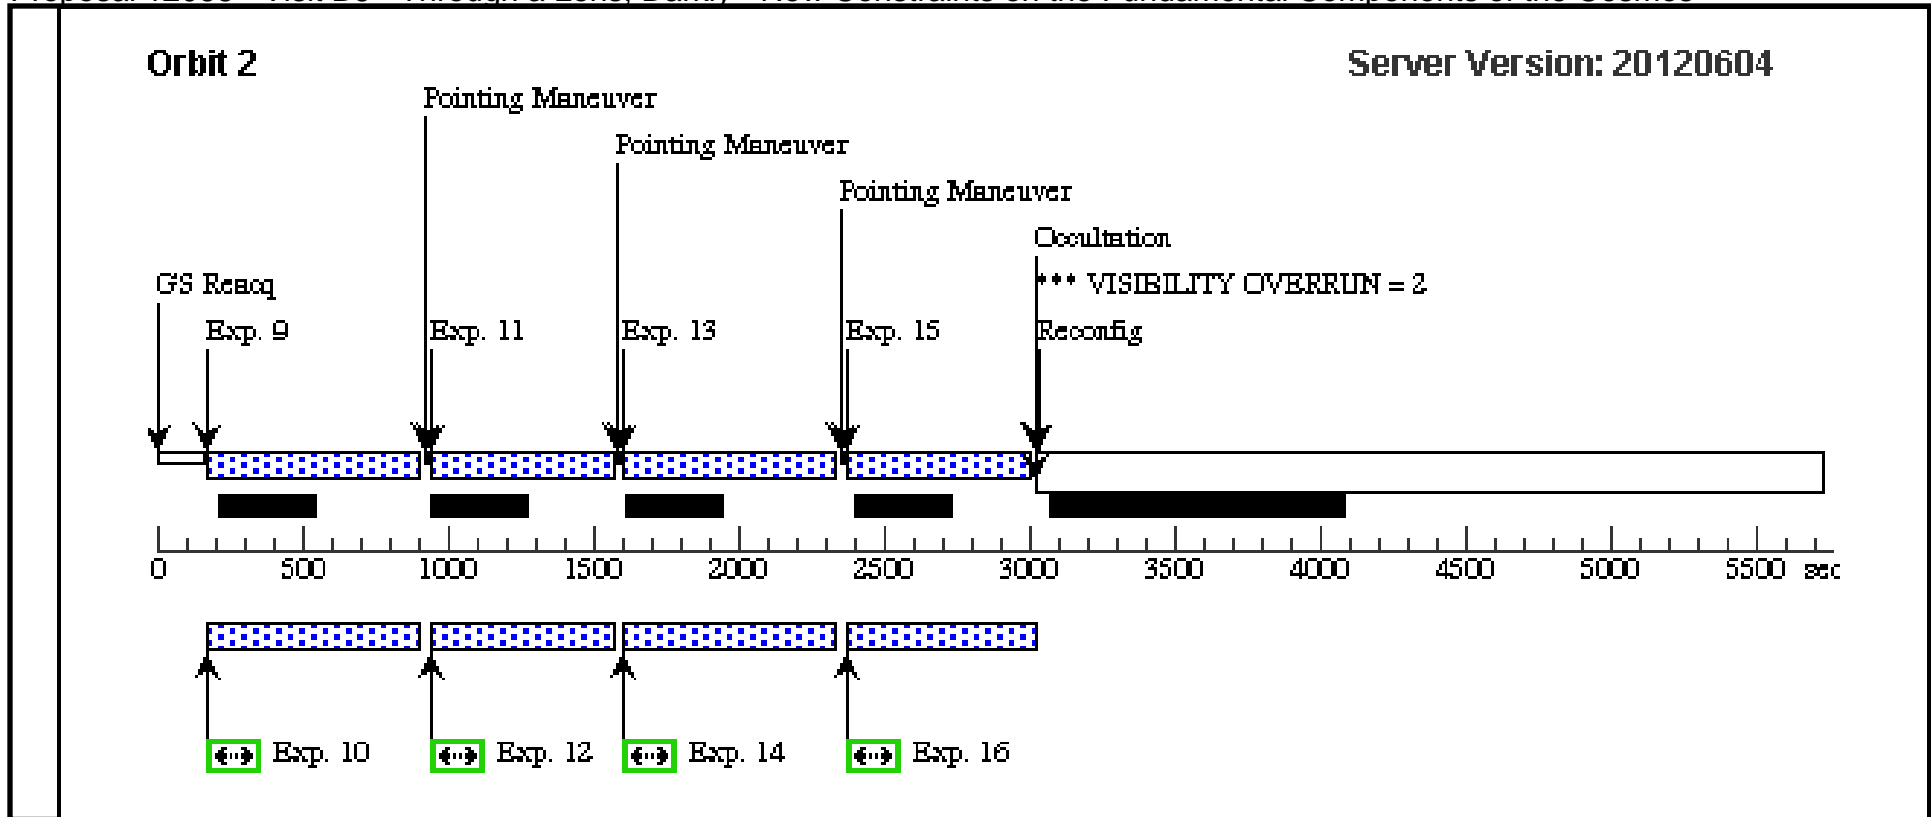 Orbit 2
Server Version: 20120604
Pointing Maneuver
Pointing Maneuver
Pointing Maneuver
Occultation
GS Reacq
*** VISIBILITY OVERRUN = 2
Exp. 9
Exp. 11
Exp. 13
Exp. 15
Reconfig
0 500 1000 1500 2000 2500 3000 3500 4000 4500 5000 5500 sec
Exp. 10
Exp. 12
Exp. 14
Exp. 16